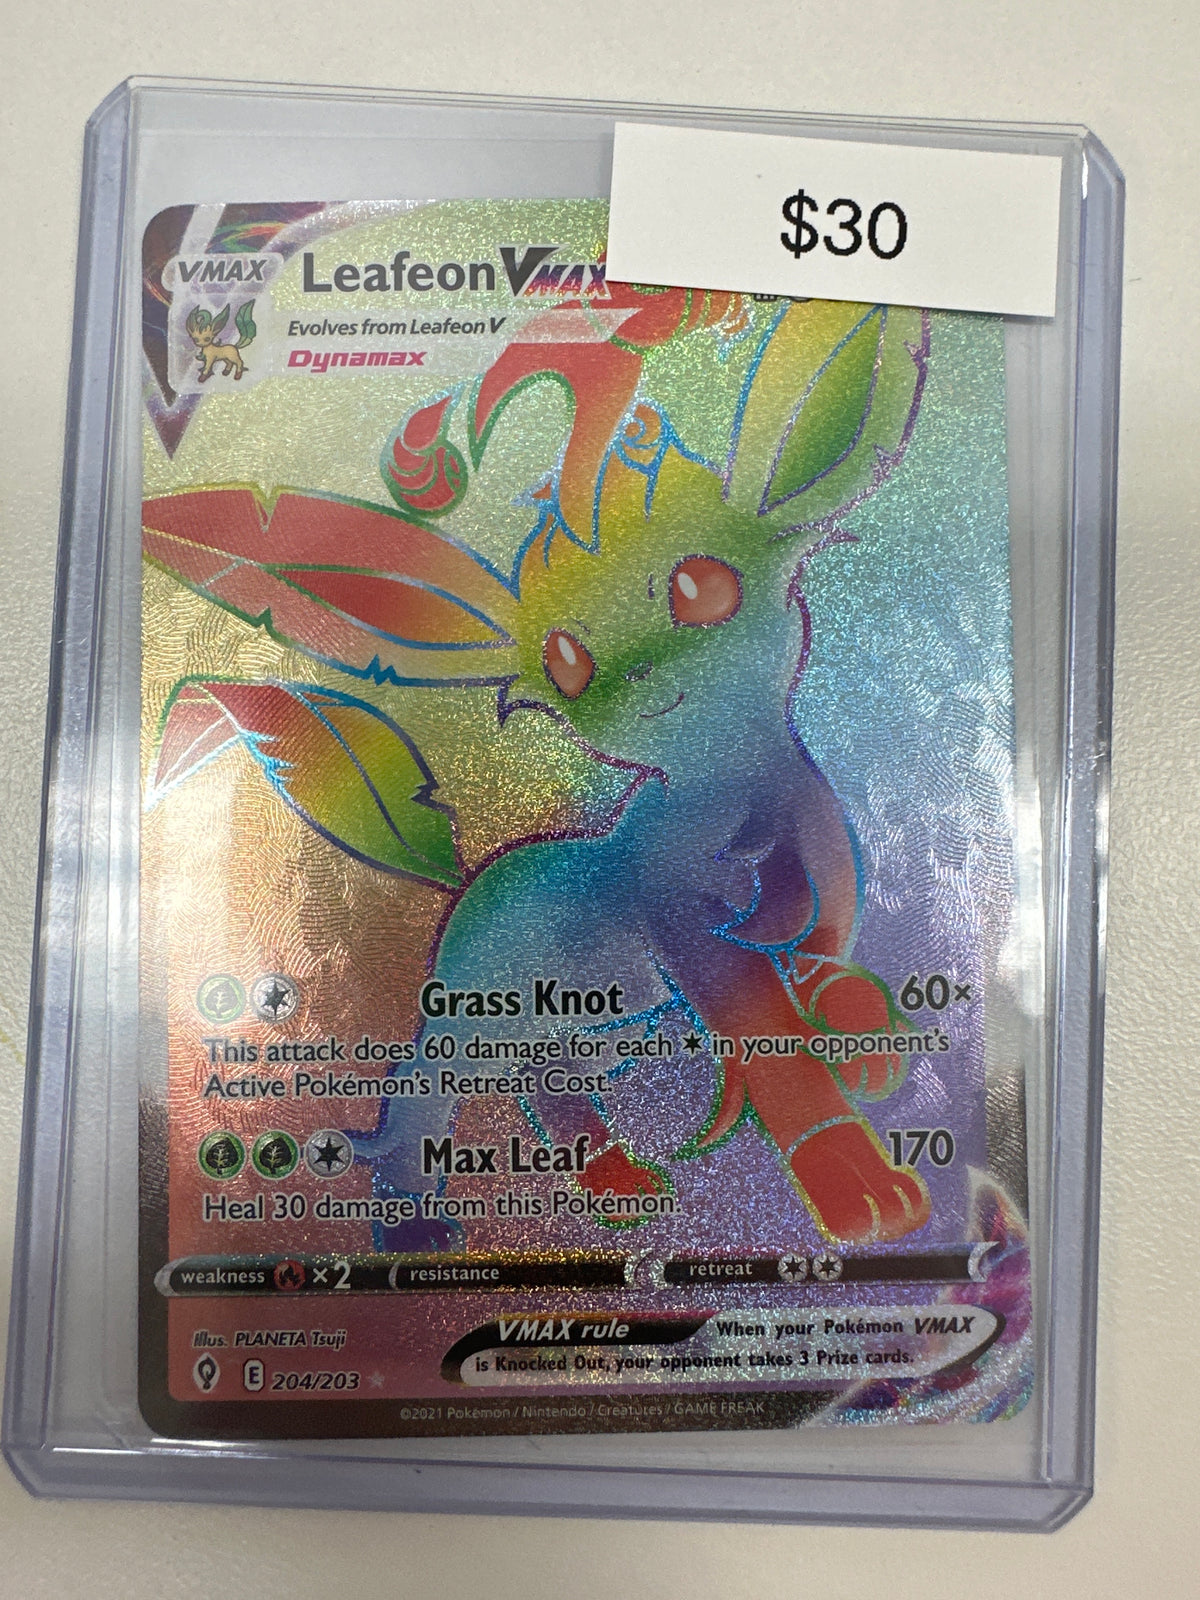 $30
VMAX Leafeon VMAX
Evolves from Leafeon V
Dynamax
Grass Knot 60×
This attack does 60 damage for each in your opponent's
Active Pokémon's Retreat Cost.
Max Leaf 170
Heal 30 damage from this Pokémon.
weakness ×2 resistance retreat
Illus. PLANETA Tsuji
VMAX rule When your Pokémon VMAX
is Knocked Out, your opponent takes 3 Prize cards.
E 204/203
©2021 Pokémon / Nintendo / Creatures / GAME FREAK